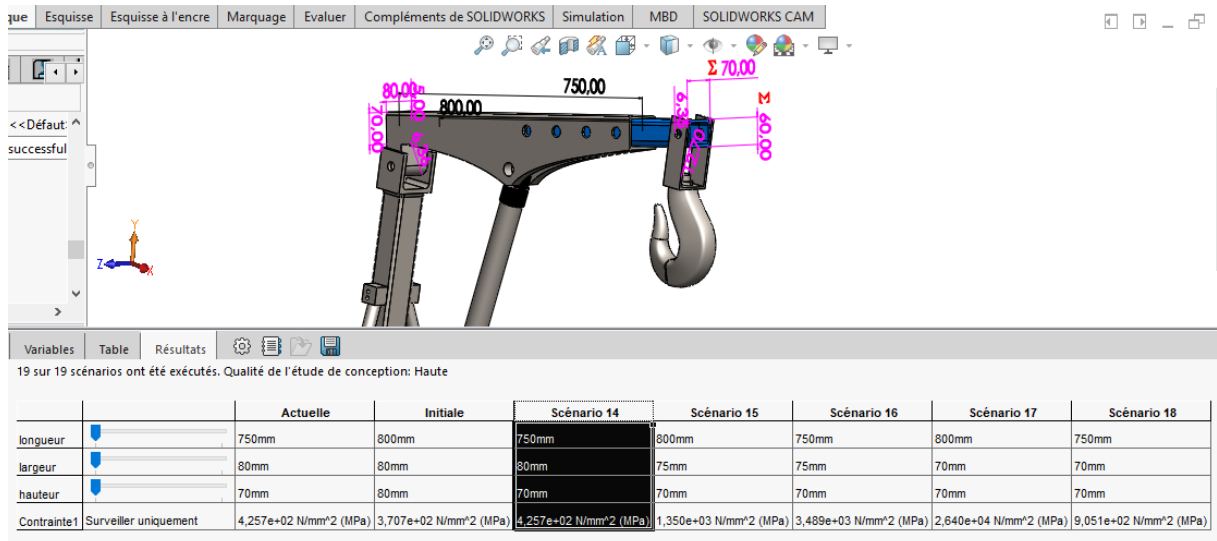 que Esquisse Esquisse à l'encre Marquage Evaluer Compléments de SOLIDWORKS Simulation MBD SOLIDWORKS CAM
Σ 70,00
750,00
80,00
800,00
70,00
60,00
<<Défaut
successful
Y
Z
X
Variables Table Résultats
19 sur 19 scénarios ont été exécutés. Qualité de l'étude de conception: Haute
Actuelle Initiale Scénario 14 Scénario 15 Scénario 16 Scénario 17 Scénario 18
longueur 750mm 800mm 750mm 800mm 750mm 800mm 750mm
largeur 80mm 80mm 80mm 75mm 75mm 70mm 70mm
hauteur 70mm 80mm 70mm 70mm 70mm 70mm 70mm
Contrainte1 Surveiller uniquement 4,257e+02 N/mm^2 (MPa) 3,707e+02 N/mm^2 (MPa) 4,257e+02 N/mm^2 (MPa) 1,350e+03 N/mm^2 (MPa) 3,489e+03 N/mm^2 (MPa) 2,640e+04 N/mm^2 (MPa) 9,051e+02 N/mm^2 (MPa)